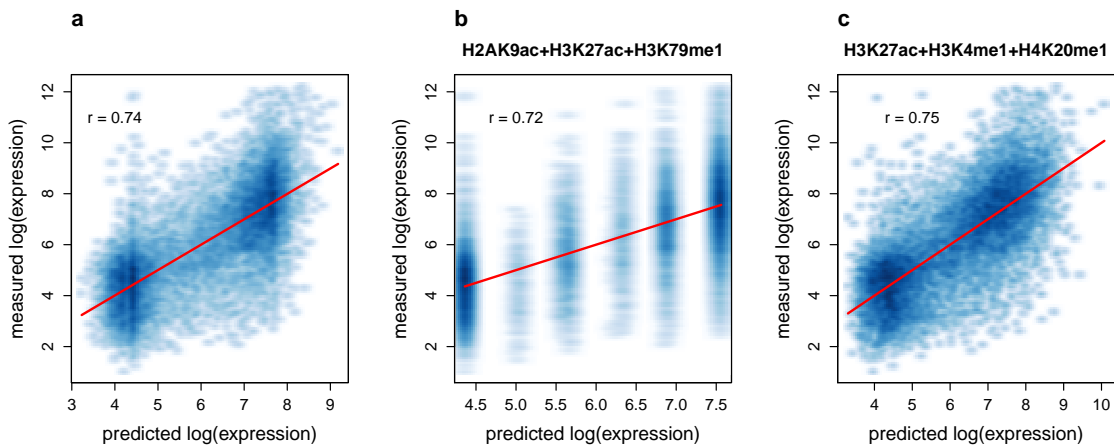 a
r = 0.74
measured log(expression)
12
10
8
6
4
2
3 4 5 6 7 8 9
predicted log(expression)
b
H2AK9ac+H3K27ac+H3K79me1
r = 0.72
measured log(expression)
12
10
8
6
4
2
4.5 5.0 5.5 6.0 6.5 7.0 7.5
predicted log(expression)
c
H3K27ac+H3K4me1+H4K20me1
r = 0.75
measured log(expression)
12
10
8
6
4
2
4 5 6 7 8 9 10
predicted log(expression)